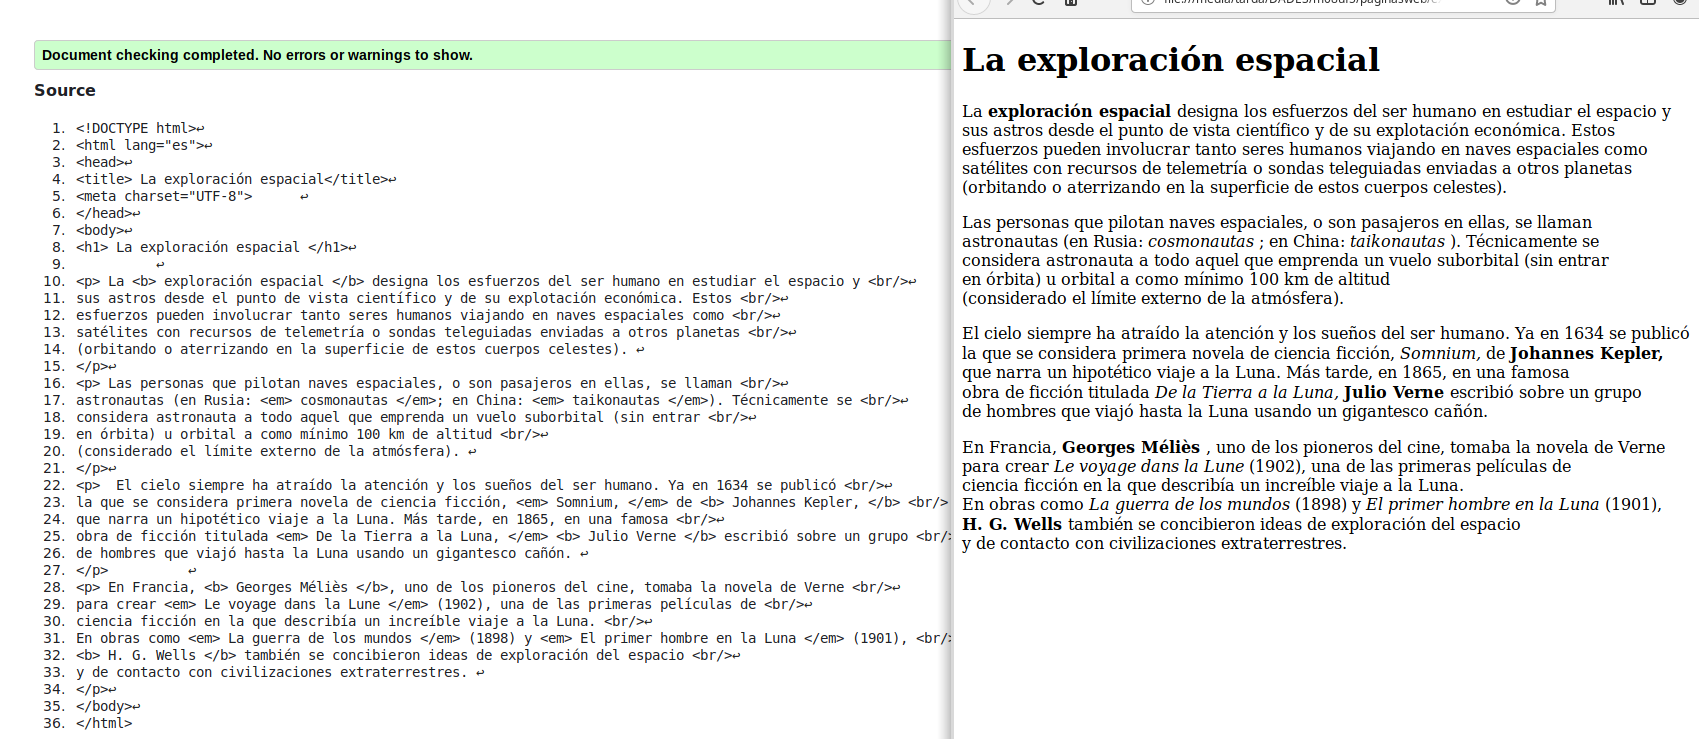 Document checking completed. No errors or warnings to show.
Source
1. <!DOCTYPE html>↩
2. <html lang="es">↩
3. <head>↩
4. <title> La exploración espacial</title>↩
5. <meta charset="UTF-8">      ↩
6. </head>↩
7. <body>↩
8. <h1> La exploración espacial </h1>↩
9.           ↩
10. <p> La <b> exploración espacial </b> designa los esfuerzos del ser humano en estudiar el espacio y <br/>↩
11. sus astros desde el punto de vista científico y de su explotación económica. Estos <br/>↩
12. esfuerzos pueden involucrar tanto seres humanos viajando en naves espaciales como <br/>↩
13. satélites con recursos de telemetría o sondas teleguiadas enviadas a otros planetas <br/>↩
14. (orbitando o aterrizando en la superficie de estos cuerpos celestes). ↩
15. </p>↩
16. <p> Las personas que pilotan naves espaciales, o son pasajeros en ellas, se llaman <br/>↩
17. astronautas (en Rusia: <em> cosmonautas </em>; en China: <em> taikonautas </em>). Técnicamente se <br/>↩
18. considera astronauta a todo aquel que emprenda un vuelo suborbital (sin entrar <br/>↩
19. en órbita) u orbital a como mínimo 100 km de altitud <br/>↩
20. (considerado el límite externo de la atmósfera). ↩
21. </p>↩
22. <p>  El cielo siempre ha atraído la atención y los sueños del ser humano. Ya en 1634 se publicó <br/>↩
23. la que se considera primera novela de ciencia ficción, <em> Somnium, </em> de <b> Johannes Kepler, </b> <br/>
24. que narra un hipotético viaje a la Luna. Más tarde, en 1865, en una famosa <br/>↩
25. obra de ficción titulada <em> De la Tierra a la Luna, </em> <b> Julio Verne </b> escribió sobre un grupo <br/>
26. de hombres que viajó hasta la Luna usando un gigantesco cañón. ↩
27. </p>          ↩
28. <p> En Francia, <b> Georges Méliès </b>, uno de los pioneros del cine, tomaba la novela de Verne <br/>↩
29. para crear <em> Le voyage dans la Lune </em> (1902), una de las primeras películas de <br/>↩
30. ciencia ficción en la que describía un increíble viaje a la Luna. <br/>↩
31. En obras como <em> La guerra de los mundos </em> (1898) y <em> El primer hombre en la Luna </em> (1901), <br/>
32. <b> H. G. Wells </b> también se concibieron ideas de exploración del espacio <br/>↩
33. y de contacto con civilizaciones extraterrestres. ↩
34. </p>↩
35. </body>↩
36. </html>
La exploración espacial
La exploración espacial designa los esfuerzos del ser humano en estudiar el espacio y
sus astros desde el punto de vista científico y de su explotación económica. Estos
esfuerzos pueden involucrar tanto seres humanos viajando en naves espaciales como
satélites con recursos de telemetría o sondas teleguiadas enviadas a otros planetas
(orbitando o aterrizando en la superficie de estos cuerpos celestes).
Las personas que pilotan naves espaciales, o son pasajeros en ellas, se llaman
astronautas (en Rusia: cosmonautas ; en China: taikonautas ). Técnicamente se
considera astronauta a todo aquel que emprenda un vuelo suborbital (sin entrar
en órbita) u orbital a como mínimo 100 km de altitud
(considerado el límite externo de la atmósfera).
El cielo siempre ha atraído la atención y los sueños del ser humano. Ya en 1634 se publicó
la que se considera primera novela de ciencia ficción, Somnium, de Johannes Kepler,
que narra un hipotético viaje a la Luna. Más tarde, en 1865, en una famosa
obra de ficción titulada De la Tierra a la Luna, Julio Verne escribió sobre un grupo
de hombres que viajó hasta la Luna usando un gigantesco cañón.
En Francia, Georges Méliès , uno de los pioneros del cine, tomaba la novela de Verne
para crear Le voyage dans la Lune (1902), una de las primeras películas de
ciencia ficción en la que describía un increíble viaje a la Luna.
En obras como La guerra de los mundos (1898) y El primer hombre en la Luna (1901),
H. G. Wells también se concibieron ideas de exploración del espacio
y de contacto con civilizaciones extraterrestres.